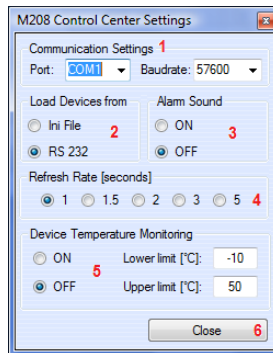 M208 Control Center Settings
Communication Settings 1
Port: COM1 Baudrate: 57600
Load Devices from
Ini File
RS 232
2
Alarm Sound
ON
OFF
3
Refresh Rate [seconds]
1 1.5 2 3 5 4
Device Temperature Monitoring
ON Lower limit [°C]: -10
5
OFF Upper limit [°C]: 50
Close 6